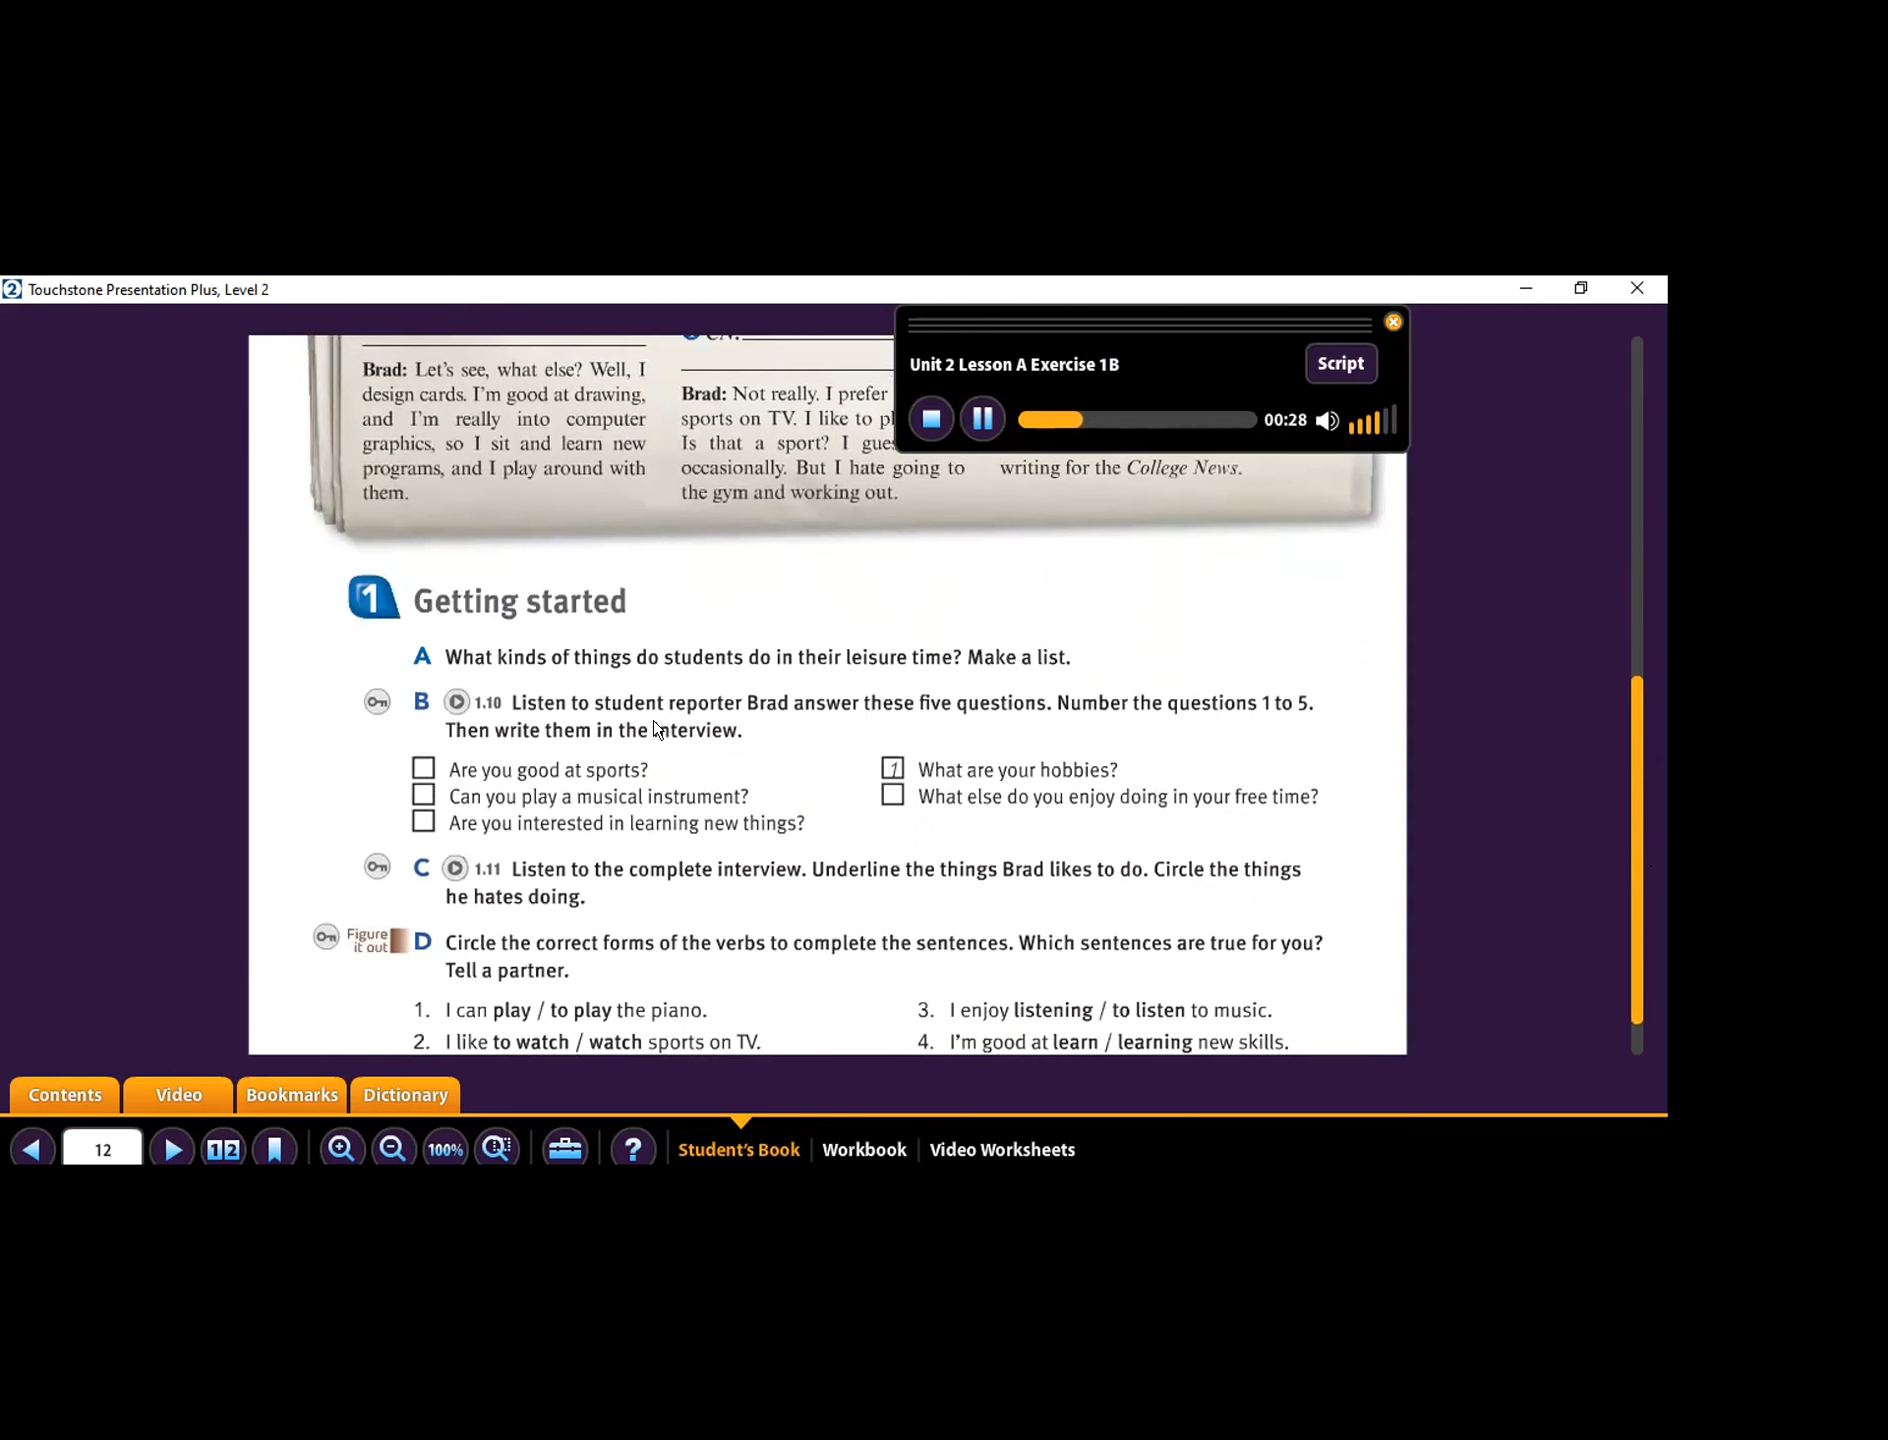 Touchstone Presentation Plus, Level 2
Brad: Let's see, what else? Well, I
design cards. I'm good at drawing,
and I'm really into computer
graphics, so I sit and learn new
programs, and I play around with
them.
Brad: Not really. I prefer
sports on TV. I like to
Is that a sport? I
occasionally. But I hate going to
the gym and working out.
writing for the College News.
Unit 2 Lesson A Exercise 1B
Script
00:28
1 Getting started
A What kinds of things do students do in their leisure time? Make a list.
B 1.10 Listen to student reporter Brad answer these five questions. Number the questions 1 to 5.
Then write them in the interview.
Are you good at sports?
Can you play a musical instrument?
Are you interested in learning new things?
1 What are your hobbies?
What else do you enjoy doing in your free time?
C 1.11 Listen to the complete interview. Underline the things Brad likes to do. Circle the things
he hates doing.
Figure
it out
D Circle the correct forms of the verbs to complete the sentences. Which sentences are true for you?
Tell a partner.
1. I can play / to play the piano.
2. I like to watch / watch sports on TV.
3. I enjoy listening / to listen to music.
4. I'm good at learn / learning new skills.
Contents Video Bookmarks Dictionary
12 12 100% ? Student's Book Workbook Video Worksheets